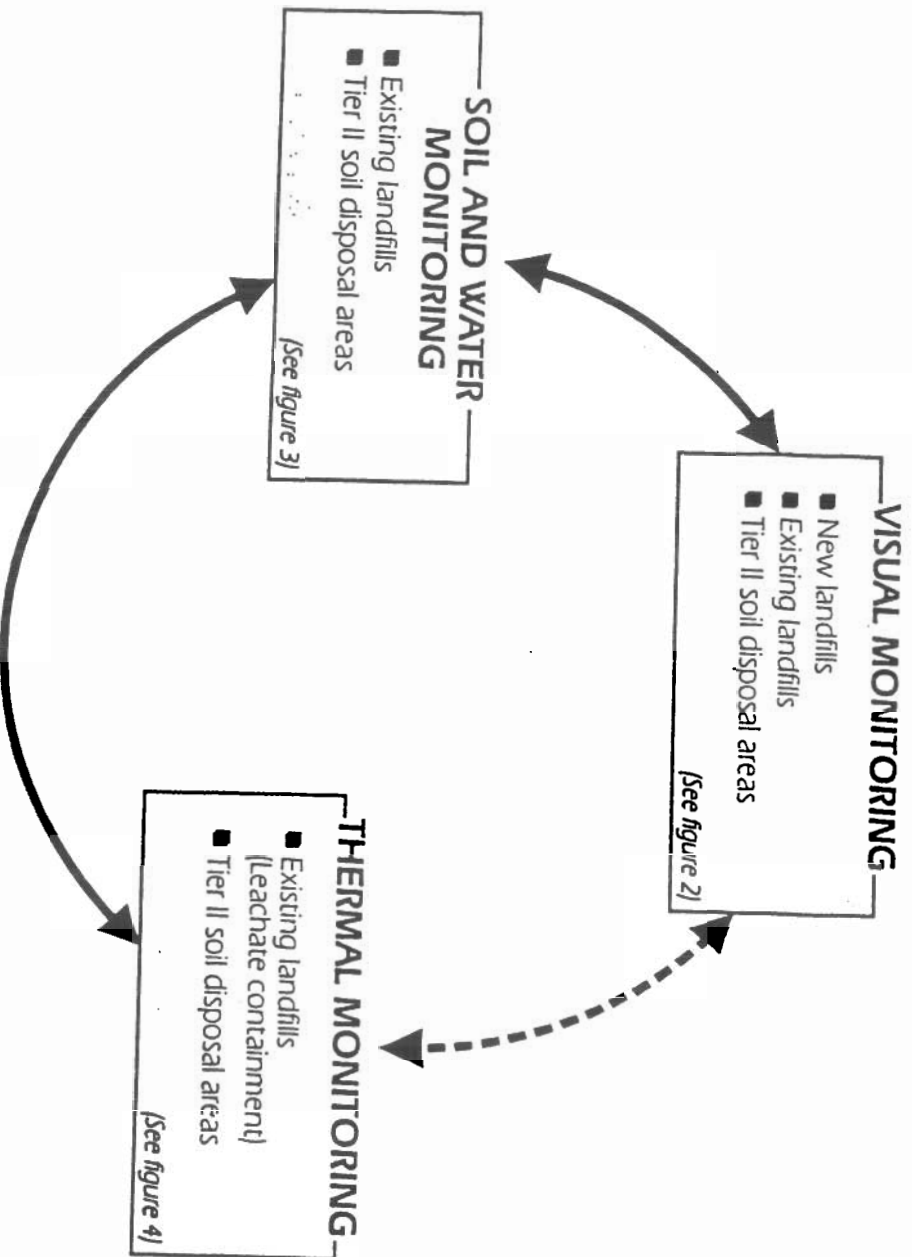 VISUAL MONITORING
■ New landfills
■ Existing landfills
■ Tier II soil disposal areas
(See figure 2)
SOIL AND WATER
MONITORING
■ Existing landfills
■ Tier II soil disposal areas
(See figure 3)
THERMAL MONITORING
■ Existing landfills
(Leachate containment)
■ Tier II soil disposal areas
(See figure 4)